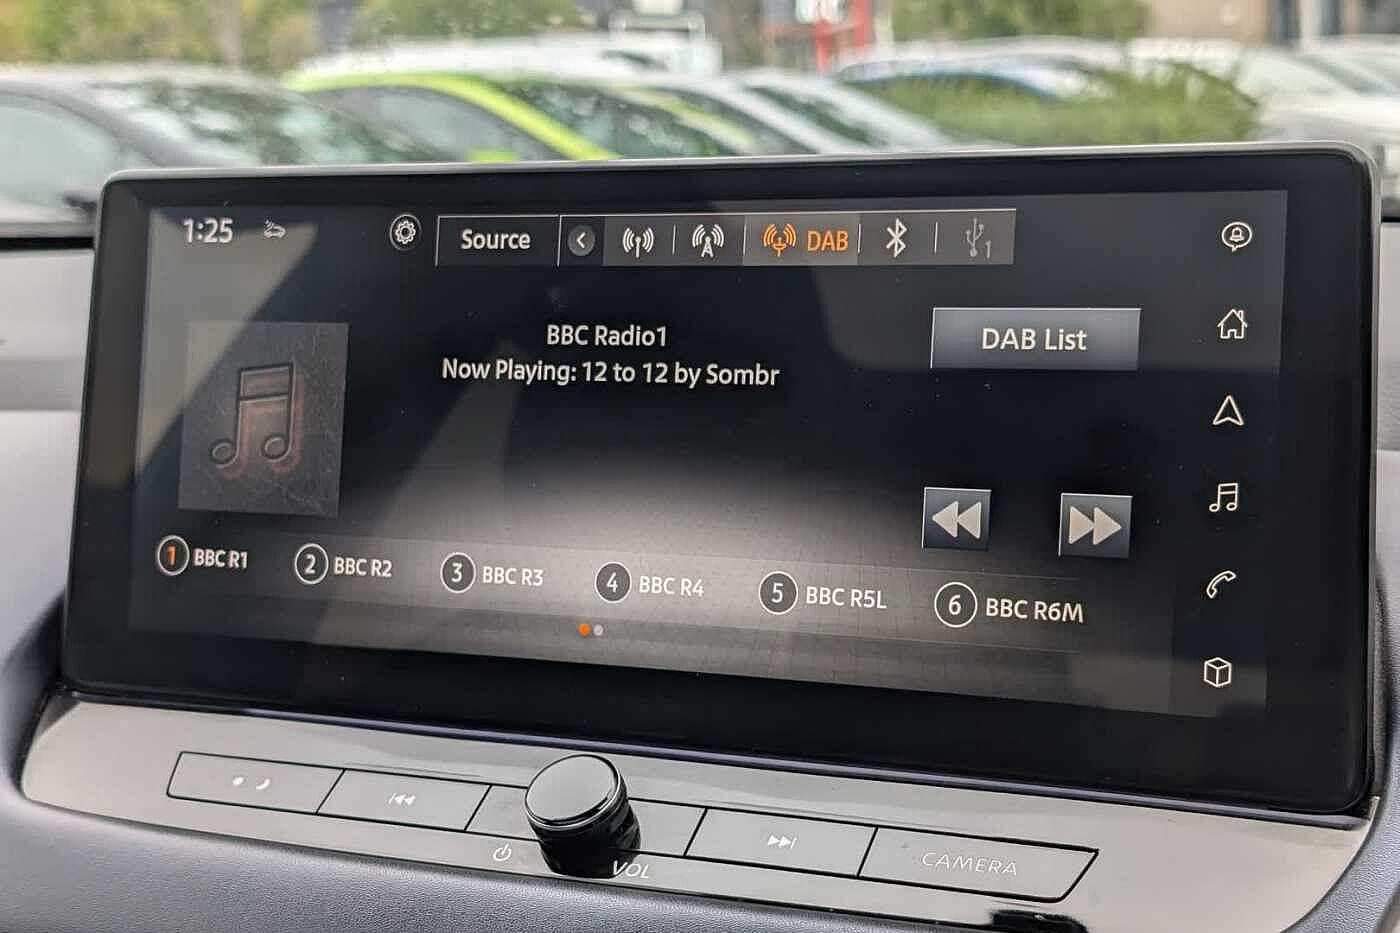 1:25
Source
DAB
1
BBC Radio1
Now Playing: 12 to 12 by Sombr
DAB List
1 BBC R1
2 BBC R2
3 BBC R3
4 BBC R4
5 BBC R5L
6 BBC R6M
VOL
CAMERA